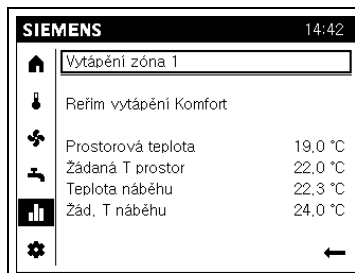 SIEMENS 14:42
Vytápění zóna 1
Reřim vytápění Komfort
Prostorová teplota 19,0 °C
Žádaná T prostor 22,0 °C
Teplota náběhu 22,3 °C
Žád. T náběhu 24,0 °C